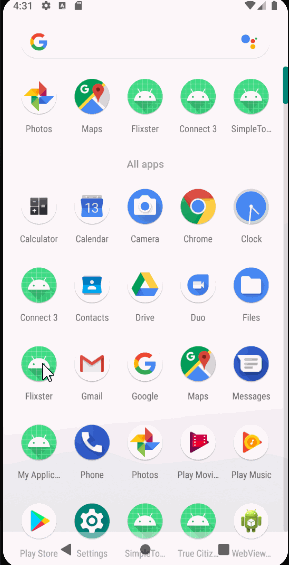 4:31
Photos Maps Flixster Connect 3 SimpleTo...
All apps
Calculator Calendar Camera Chrome Clock
Connect 3 Contacts Drive Duo Files
Flixster Gmail Google Maps Messages
My Applic... Phone Photos Play Movi... Play Music
Play Store Settings SimpleTo... True Citiz... WebView...